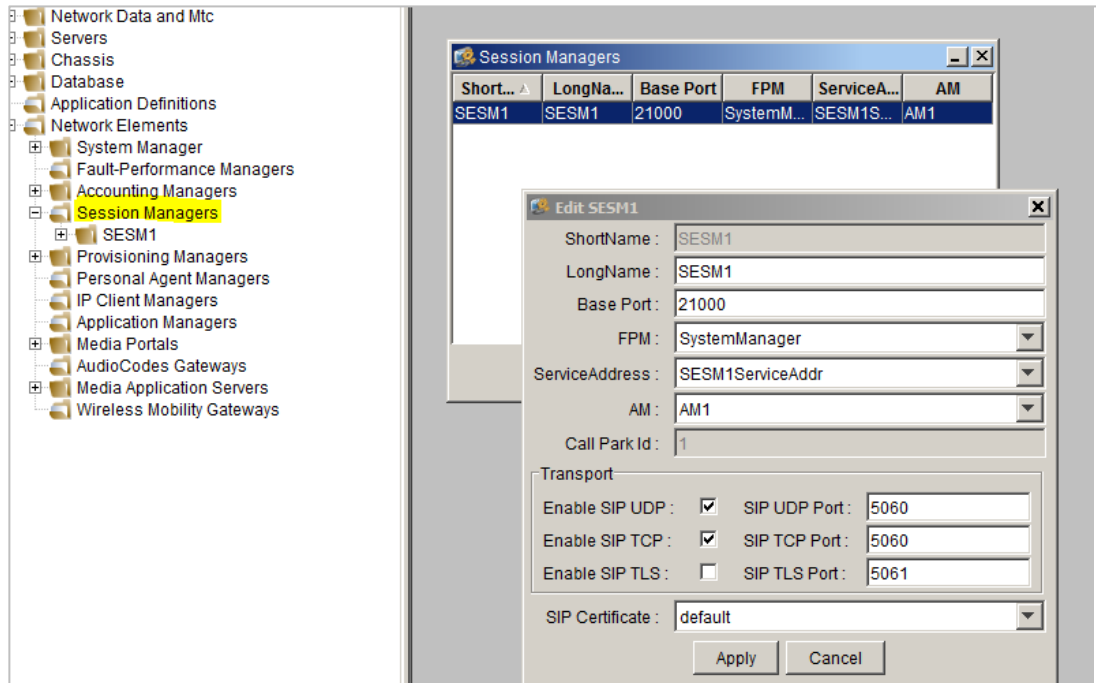 Network Data and Mtc
Servers
Chassis
Database
Application Definitions
Network Elements
System Manager
Fault-Performance Managers
Accounting Managers
Session Managers
SESM1
Provisioning Managers
Personal Agent Managers
IP Client Managers
Application Managers
Media Portals
AudioCodes Gateways
Media Application Servers
Wireless Mobility Gateways
Session Managers
Short... LongNa... Base Port FPM ServiceA... AM
SESM1 SESM1 21000 SystemM... SESM1S... AM1
Edit SESM1
ShortName : SESM1
LongName : SESM1
Base Port : 21000
FPM : SystemManager
ServiceAddress : SESM1ServiceAddr
AM : AM1
Call Park Id : 1
Transport
Enable SIP UDP : SIP UDP Port : 5060
Enable SIP TCP : SIP TCP Port : 5060
Enable SIP TLS : SIP TLS Port : 5061
SIP Certificate : default
Apply Cancel